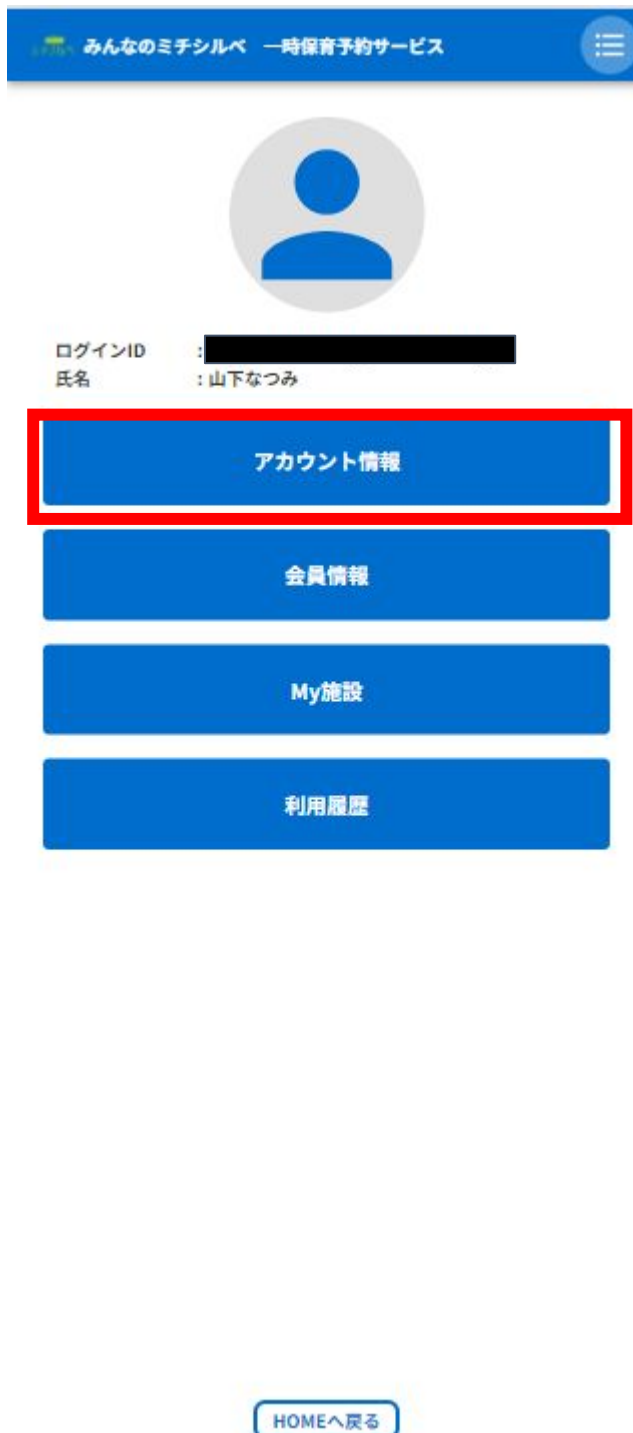 みんなのミチシルベ 一時保育予約サービス
ログインID :
氏名 : 山下なつみ
アカウント情報
会員情報
My施設
利用履歴
HOMEへ戻る